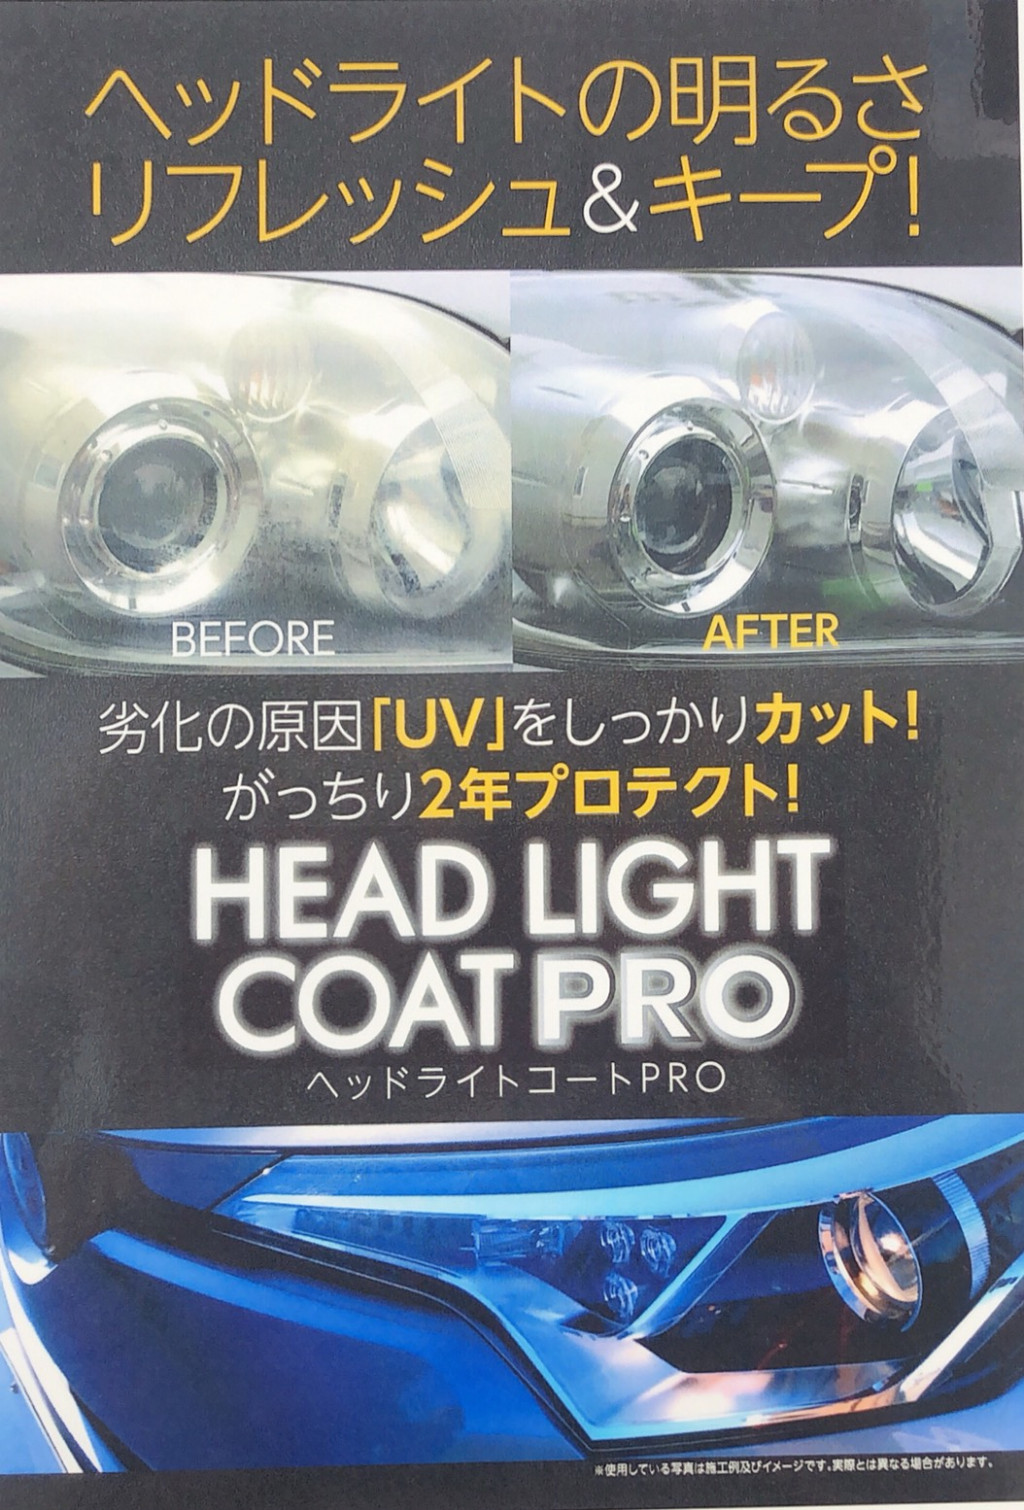 ヘッドライトの明るさ
リフレッシュ&キープ!
BEFORE
AFTER
劣化の原因「UV」をしっかりカット!
がっちり2年プロテクト!
HEAD LIGHT
COAT PRO
ヘッドライトコートPRO
※使用している写真は施工例及びイメージです。実際とは異なる場合があります。